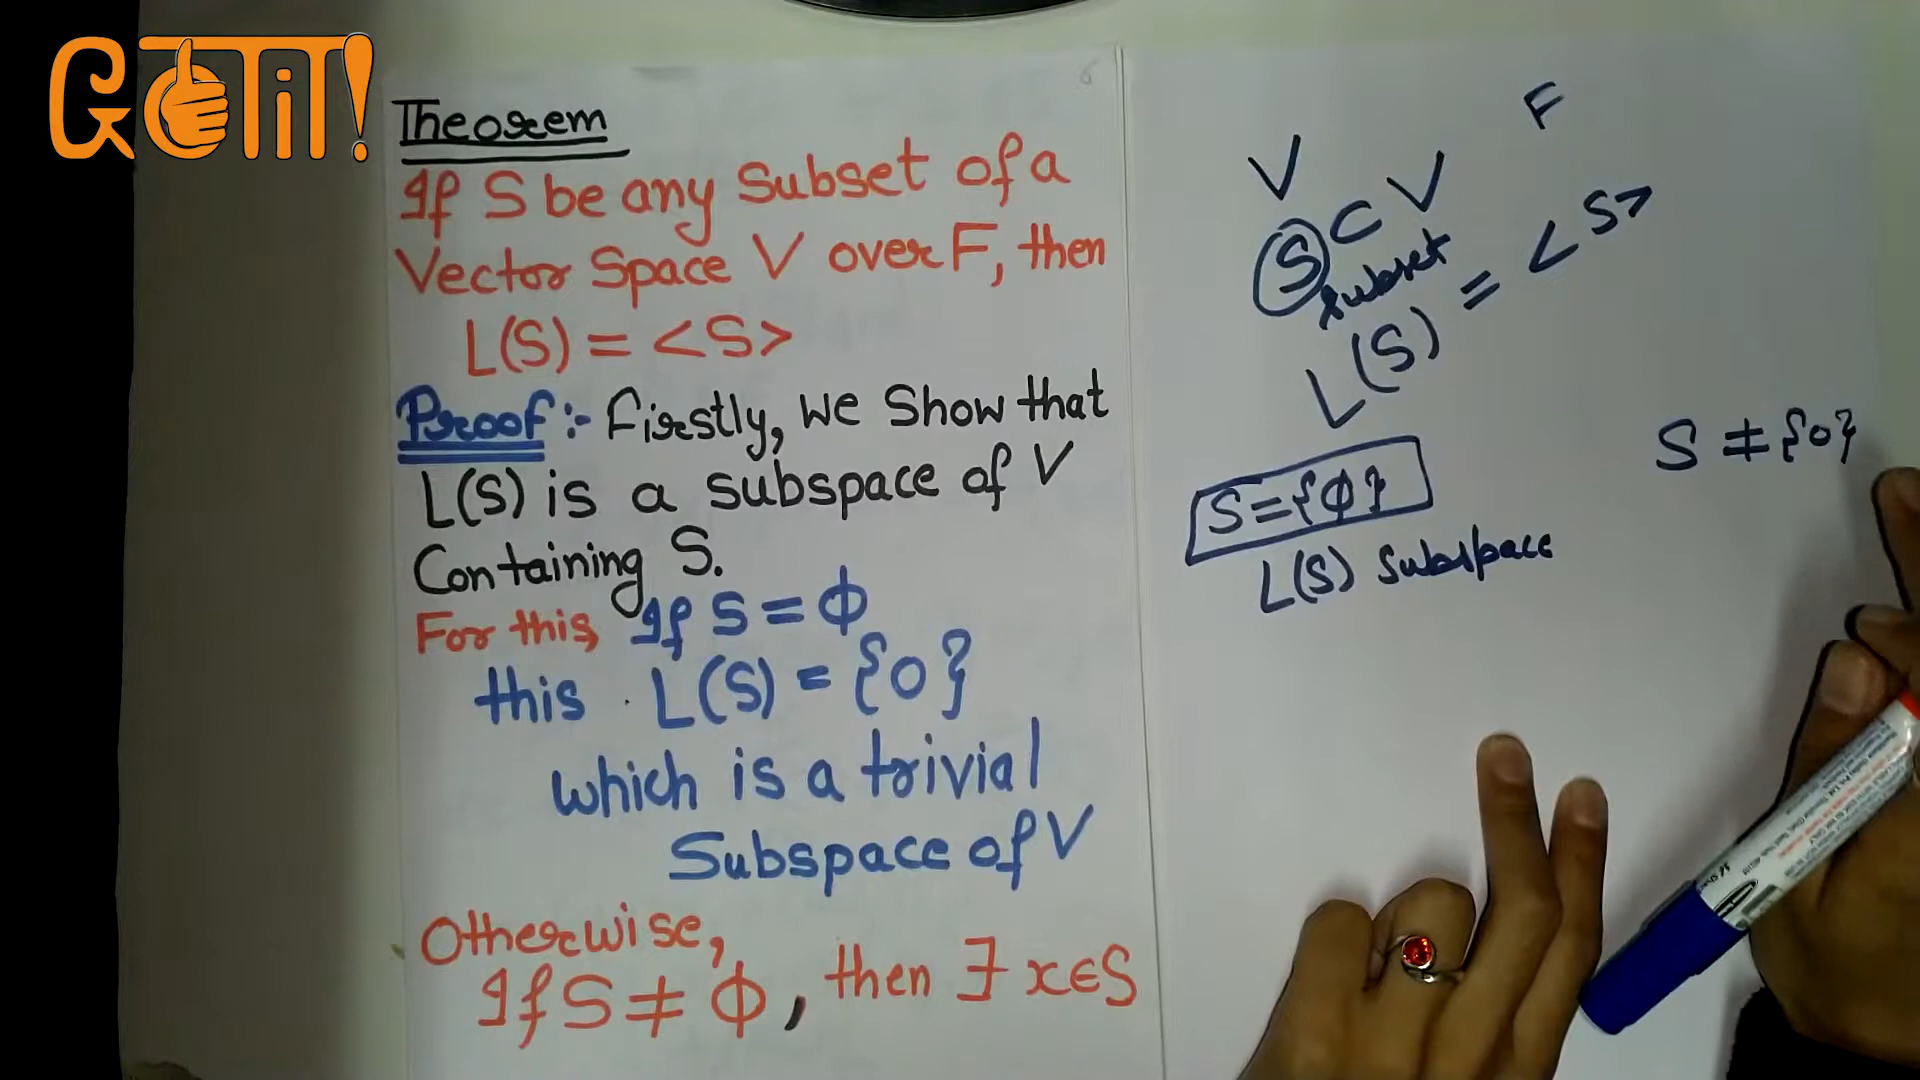 GOTiT!
Theorem
If S be any subset of a
Vector Space V over F, then
L(S) = <S>
Proof :- Firstly, we show that
L(S) is a subspace of V
Containing S.
For this, If S = ϕ
this L(S) = {0}
which is a trivial
Subspace of V
Otherwise,
If S ≠ ϕ, then ∃ x∈S
F
V
S ⊂ V
subset
L(S) = <S>
S ≠ {0}
S = {ϕ}
L(S) subspace